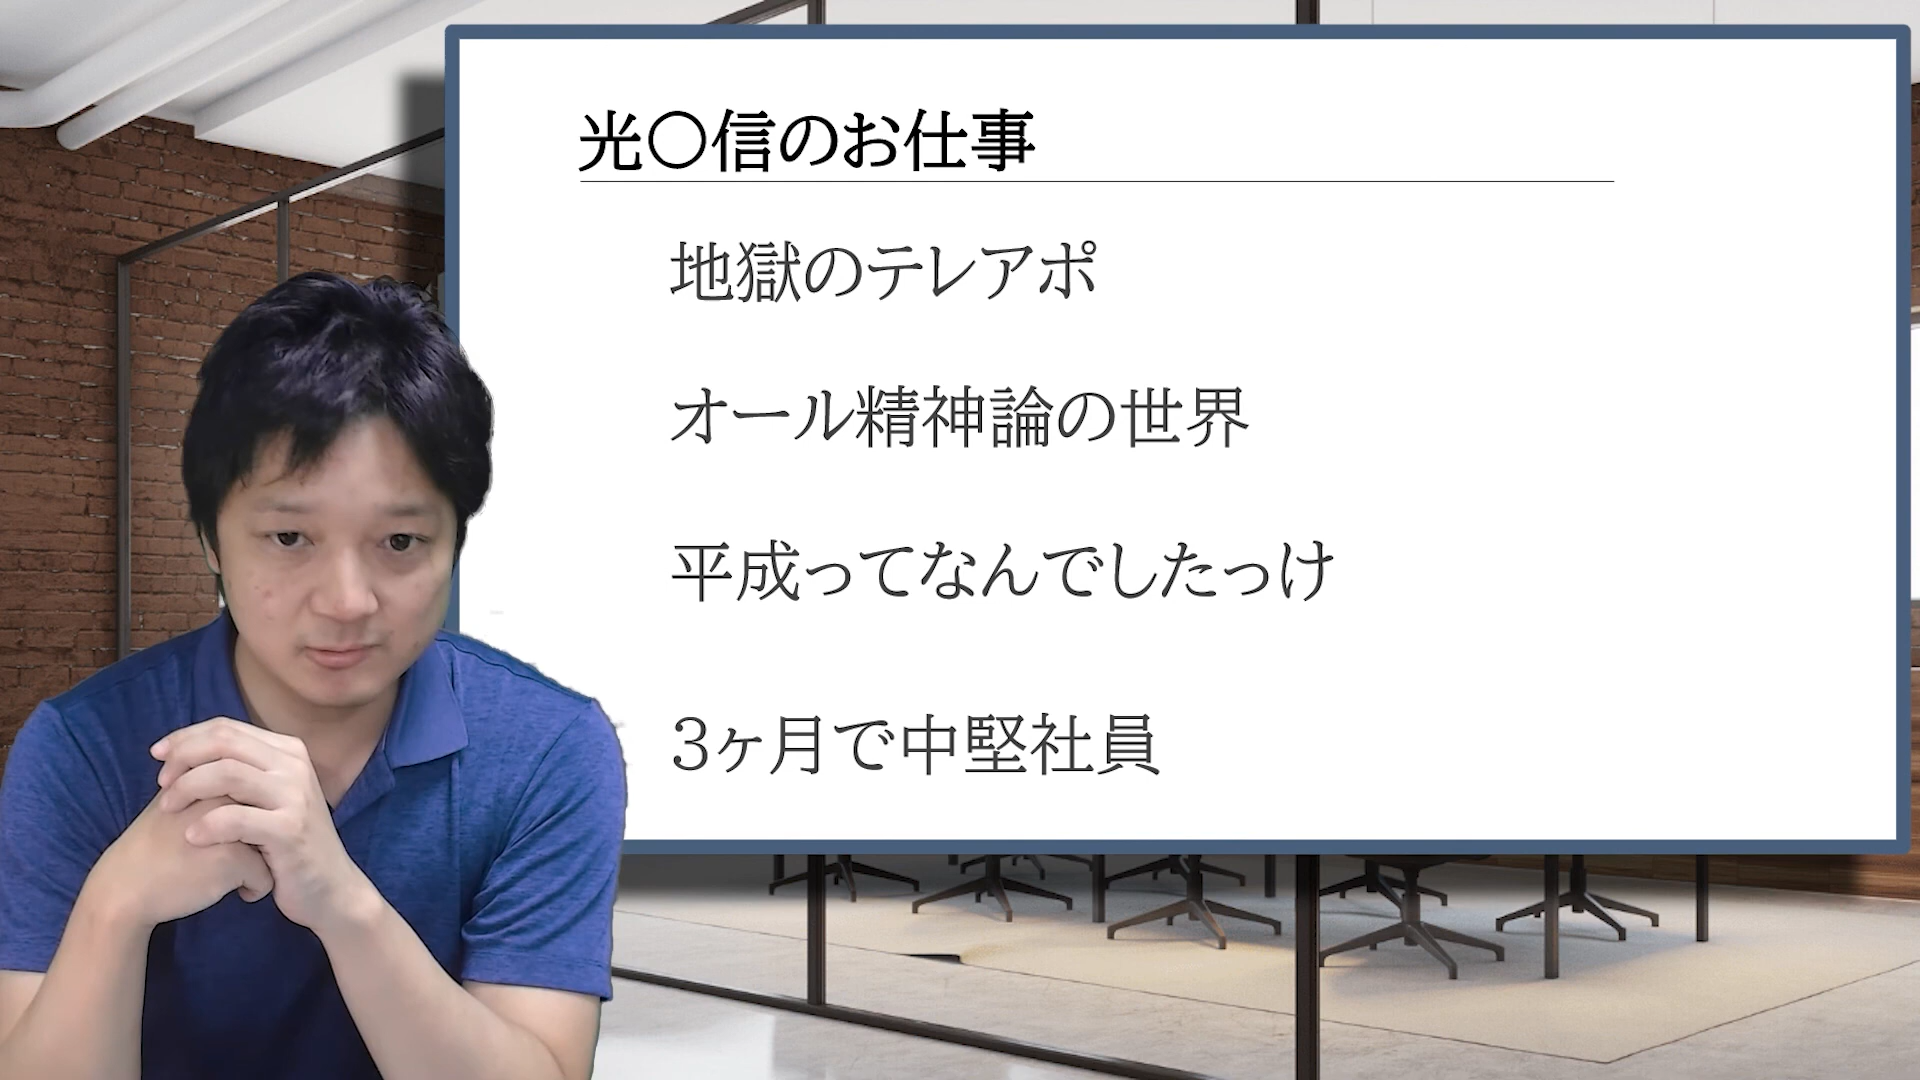 光〇信のお仕事
地獄のテレアポ
オール精神論の世界
平成ってなんでしたっけ
3ヶ月で中堅社員